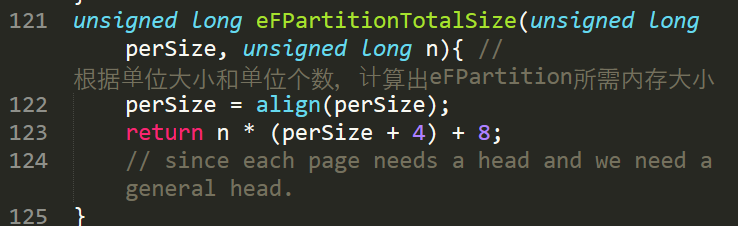 }
121 unsigned long eFPartitionTotalSize(unsigned long
perSize, unsigned long n){ //
根据单位大小和单位个数，计算出eFPartition所需内存大小
122 perSize = align(perSize);
123 return n * (perSize + 4) + 8;
124 // since each page needs a head and we need a
general head.
125 }